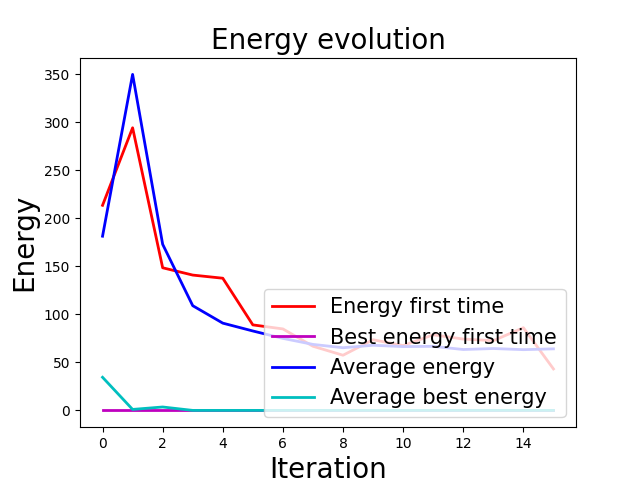 Energy evolution
Energy
350
300
250
200
150
100
50
0
Energy first time
Best energy first time
Average energy
Average best energy
0 2 4 6 8 10 12 14
Iteration